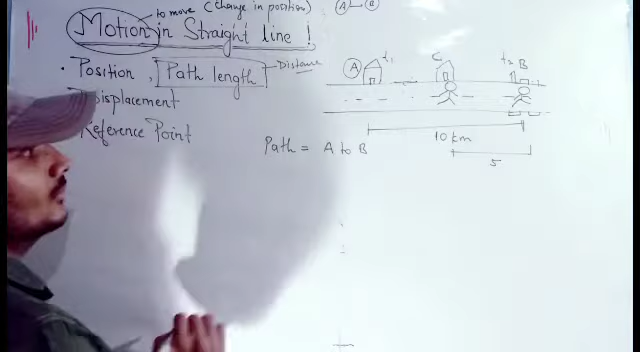 to move (change in position)
A B
Motion in Straight line !
• Position , Path length Distance
Displacement
Reference Point
A t₁ C t₂ B
10 km
5
Path = A to B